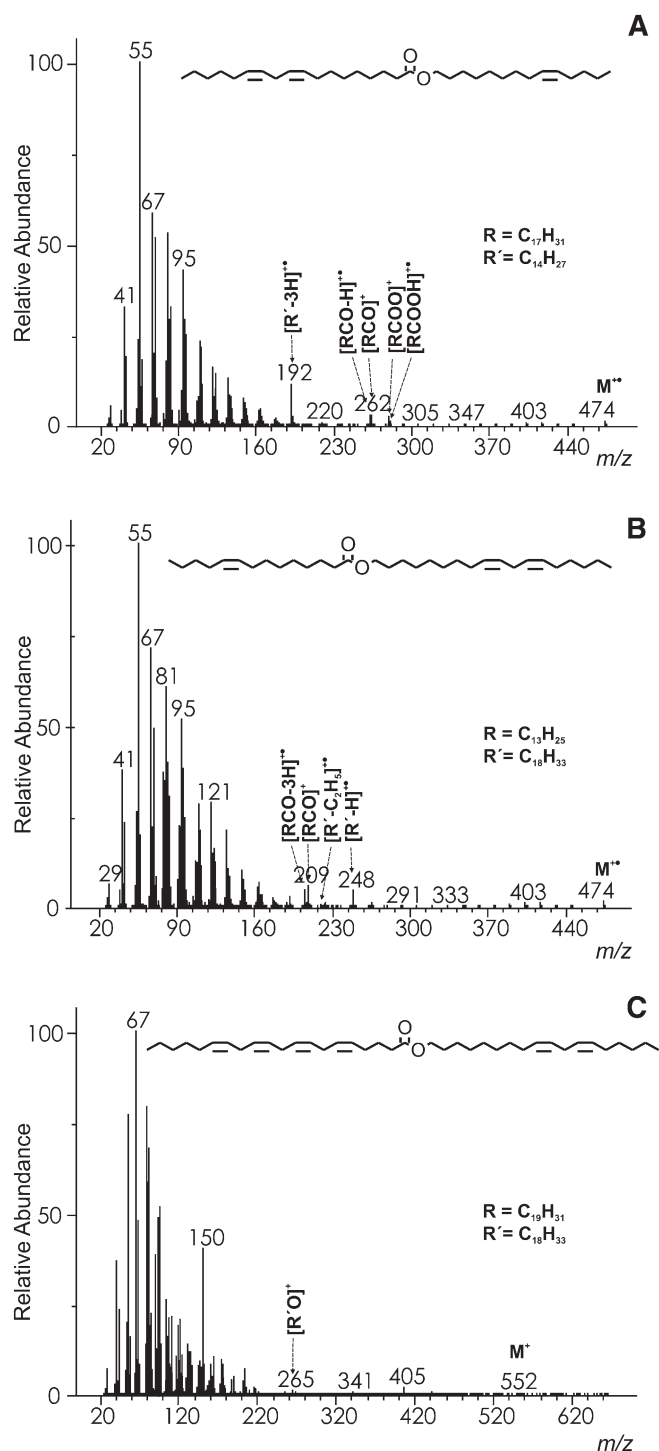 A
55
O
O
100
Relative Abundance
67
R = C₁₇H₃₁
R´= C₁₄H₂₇
50
95
41
[R´-3H]⁺•
[RCO-H]⁺•
[RCO]⁺
[RCOO]⁺
[RCOOH]⁺•
192
220
262
305
347
403
M⁺•
474
0
20 90 160 230 300 370 440
m/z
B
55
O
O
100
Relative Abundance
67
81
95
R = C₁₃H₂₅
R´= C₁₈H₃₃
50
41
121
[RCO-3H]⁺•
[RCO]⁺
[R´-C₂H₅]⁺•
[R´-H]⁺•
29
209
248
291
333
403
M⁺•
474
0
20 90 160 230 300 370 440
m/z
C
67
O
O
100
Relative Abundance
R = C₁₉H₃₁
R´= C₁₈H₃₃
50
150
[R´O]⁺
265
341
405
M⁺
552
0
20 120 220 320 420 520 620
m/z